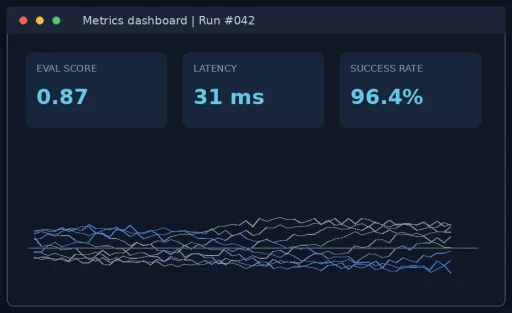 Metrics dashboard | Run #042
EVAL SCORE
0.87
LATENCY
31 ms
SUCCESS RATE
96.4%